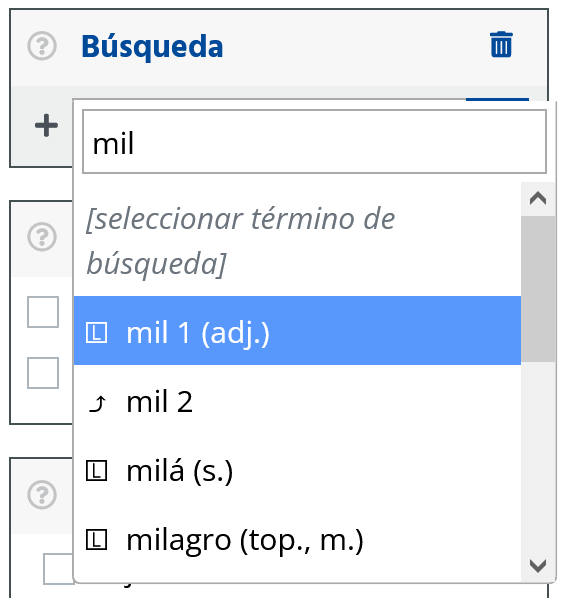 Búsqueda
mil
[seleccionar término de
búsqueda]
mil 1 (adj.)
mil 2
milá (s.)
milagro (top., m.)